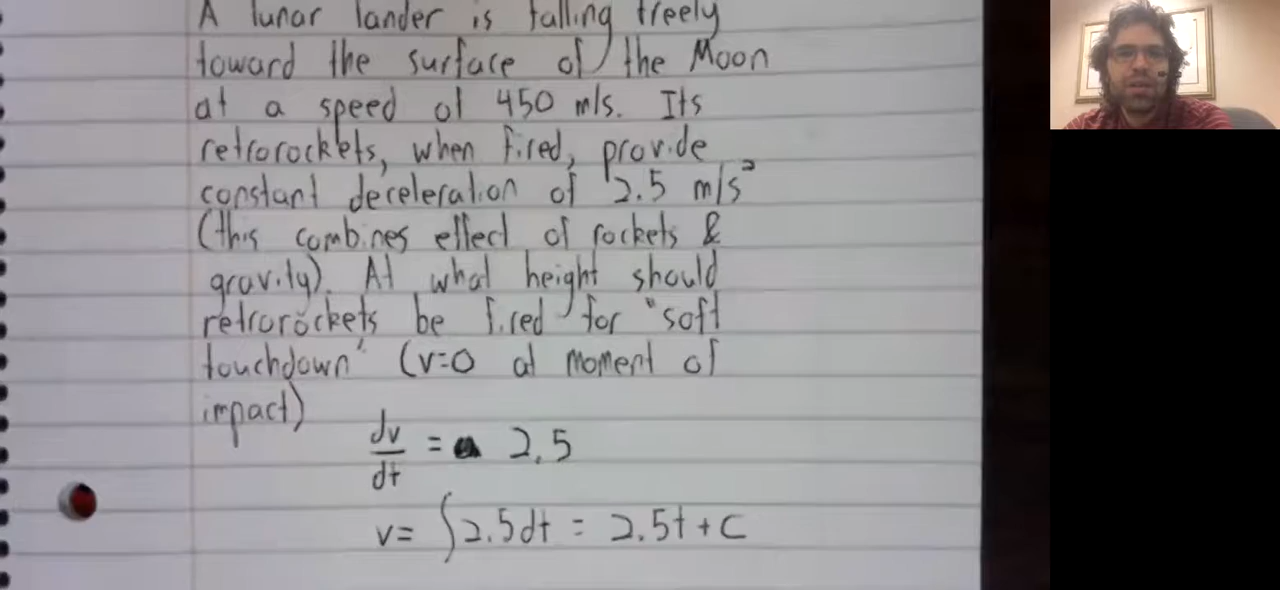 A lunar lander is falling freely
toward the surface of the Moon
at a speed of 450 m/s. Its
retrorockets, when fired, provide
constant deceleration of 2.5 m/s²
(this combines effect of rockets &
gravity). At what height should
retrorockets be fired for "soft
touchdown" (v=0 at moment of
impact)
dv/dt = 2.5
v= ∫2.5dt = 2.5t + C